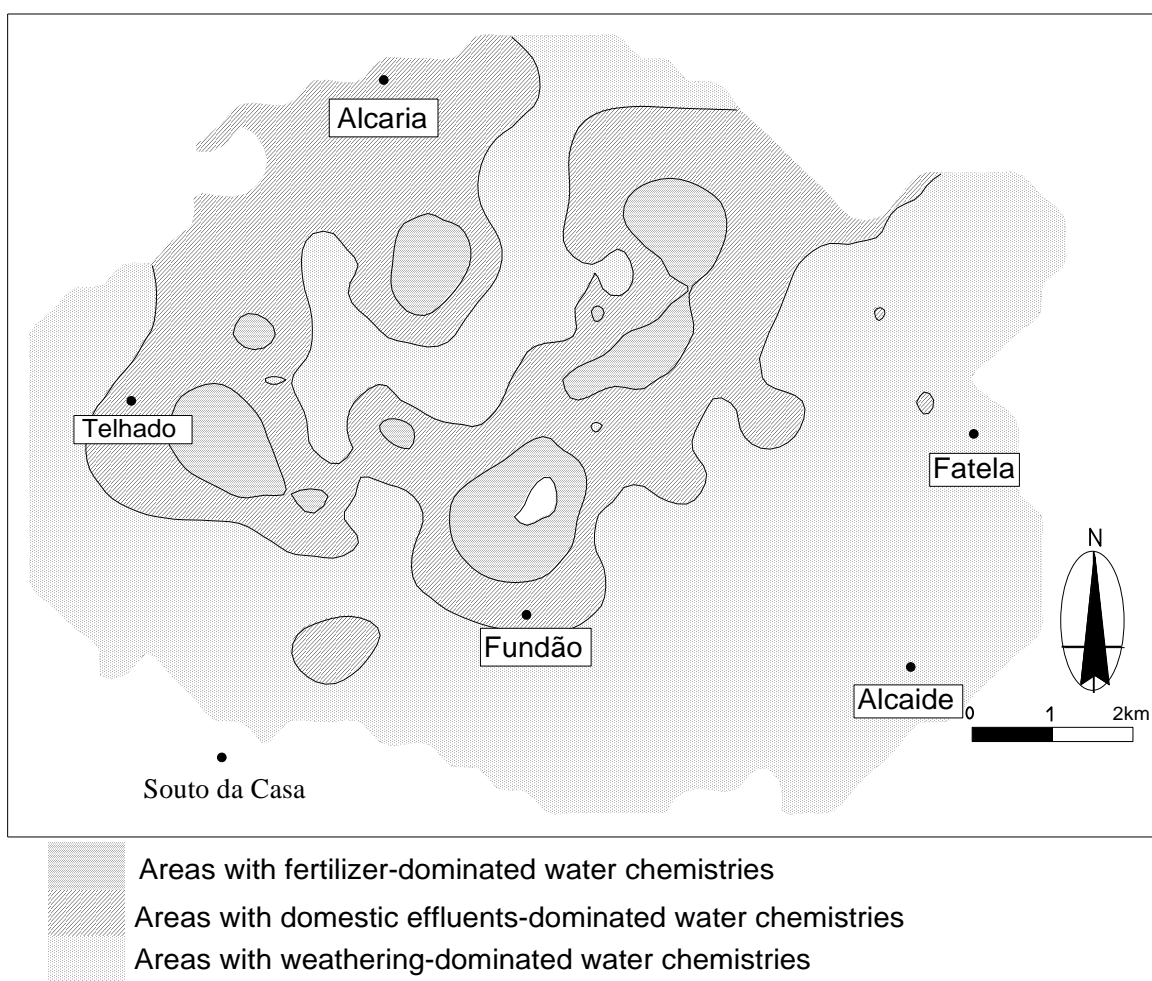 Alcaria
Telhado
Fatela
N
Fundão
Alcaide
0 1 2km
Souto da Casa
Areas with fertilizer-dominated water chemistries
Areas with domestic effluents-dominated water chemistries
Areas with weathering-dominated water chemistries